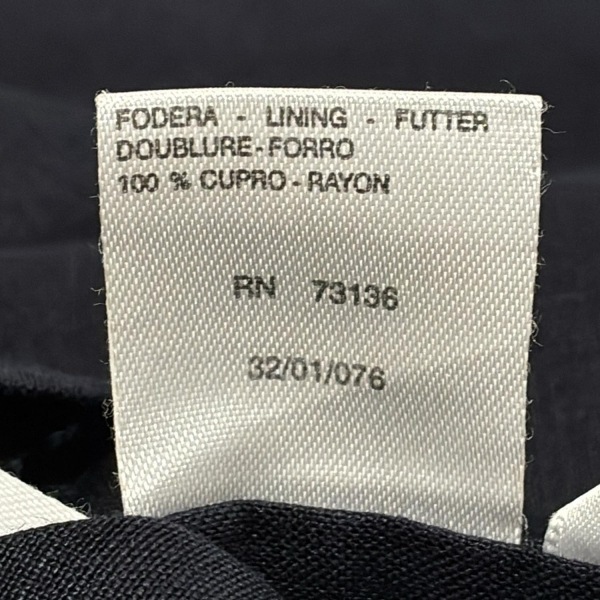 FODERA - LINING - FUTTER
DOUBLURE-FORRO
100 % CUPRO-RAYON
RN 73136
32/01/076